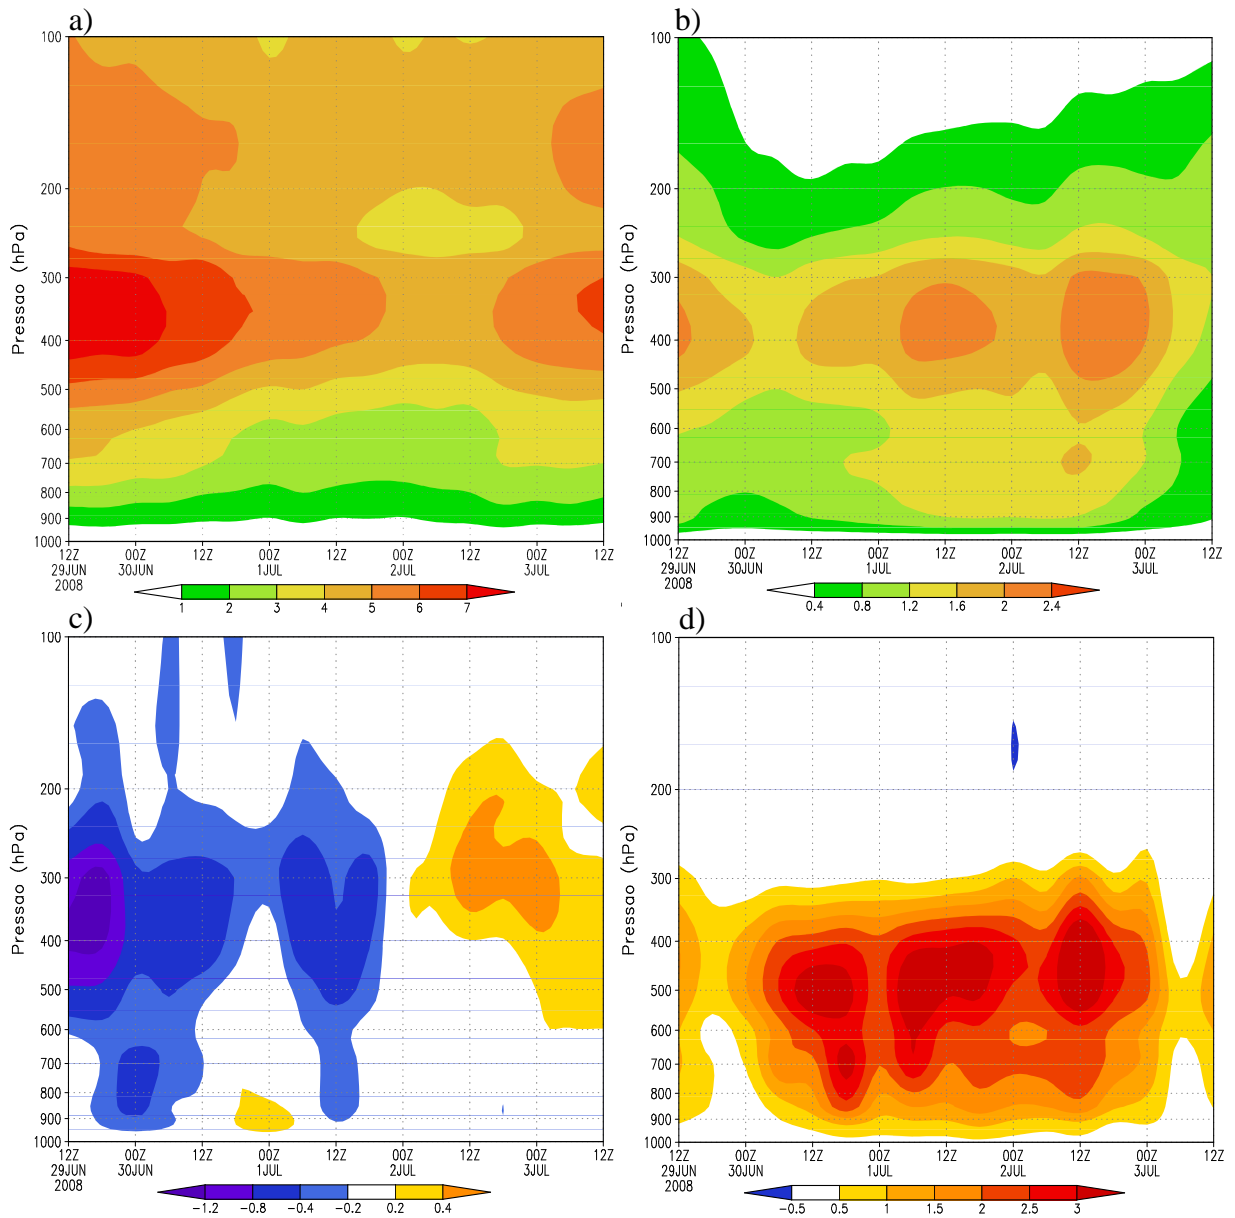 a)
100
200
300
400
500
600
700
800
900
1000
Pressao (hPa)
12Z 00Z 12Z 00Z 12Z 00Z 12Z 00Z 12Z
29JUN 30JUN 1JUL 2JUL 3JUL
2008
1 2 3 4 5 6 7
b)
100
200
300
400
500
600
700
800
900
1000
Pressao (hPa)
12Z 00Z 12Z 00Z 12Z 00Z 12Z 00Z 12Z
29JUN 30JUN 1JUL 2JUL 3JUL
2008
0.4 0.8 1.2 1.6 2 2.4
c)
100
200
300
400
500
600
700
800
900
1000
Pressao (hPa)
12Z 00Z 12Z 00Z 12Z 00Z 12Z 00Z 12Z
29JUN 30JUN 1JUL 2JUL 3JUL
2008
-1.2 -0.8 -0.4 -0.2 0.2 0.4
d)
100
200
300
400
500
600
700
800
900
1000
Pressao (hPa)
12Z 00Z 12Z 00Z 12Z 00Z 12Z 00Z 12Z
29JUN 30JUN 1JUL 2JUL 3JUL
2008
-0.5 0.5 1 1.5 2 2.5 3